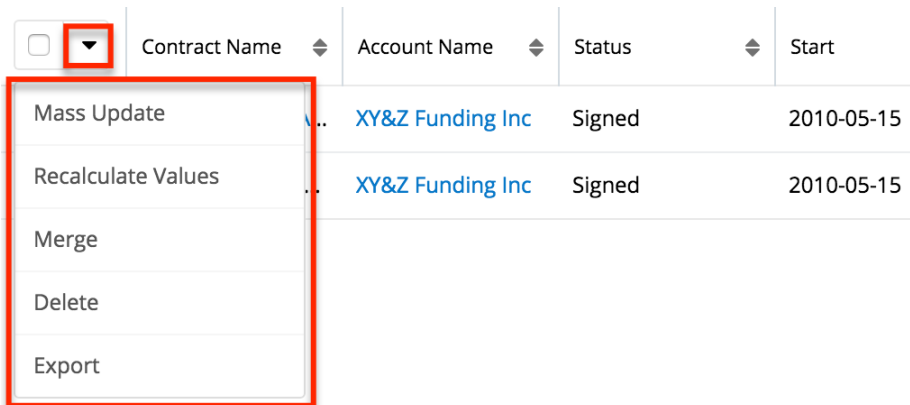 Contract Name Account Name Status Start
Mass Update
XY&Z Funding Inc Signed 2010-05-15
Recalculate Values
XY&Z Funding Inc Signed 2010-05-15
Merge
Delete
Export